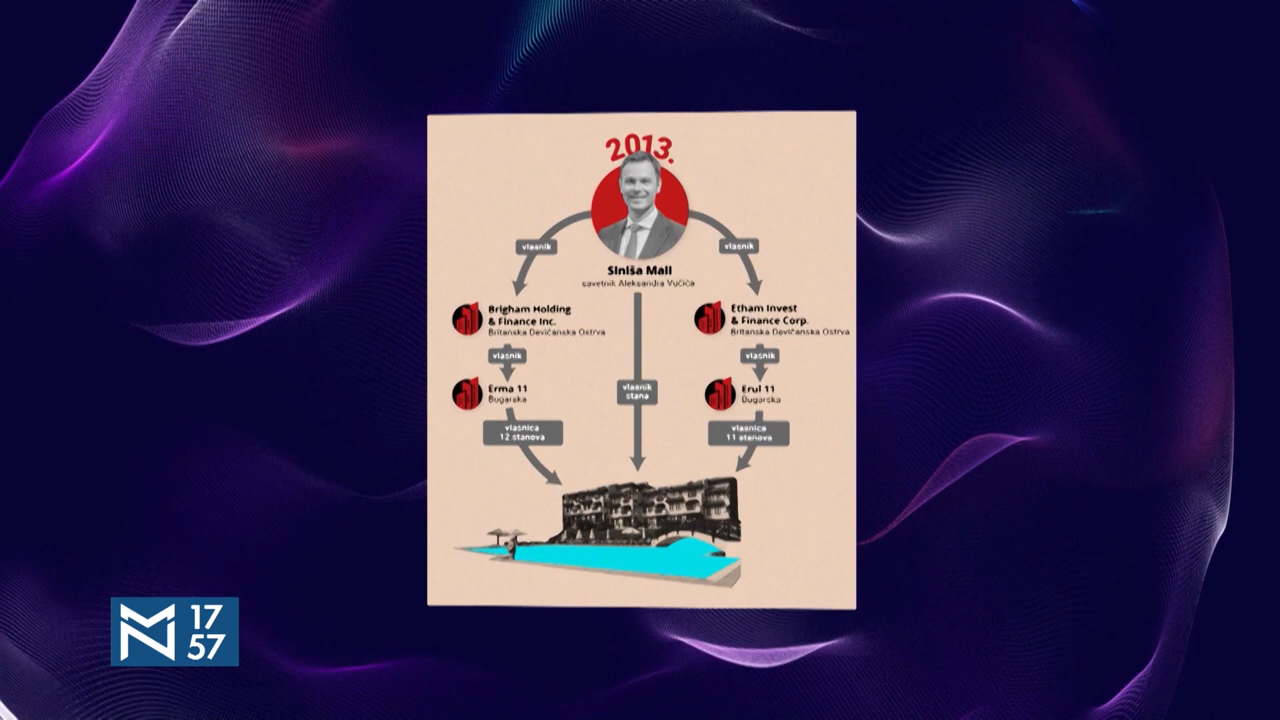 2013.
vlasnik
vlasnik
Siniša Mali
savetnik Aleksandra Vučića
Brigham Holding
& Finance Inc.
Britanska Devičanska Ostrva
Etham Invest
& Finance Corp.
Britanska Devičanska Ostrva
vlasnik
vlasnik
Erma 11
Bugarska
vlasnik
stana
Erul 11
Bugarska
vlasnica
12 stanova
vlasnica
11 stanova
17
57